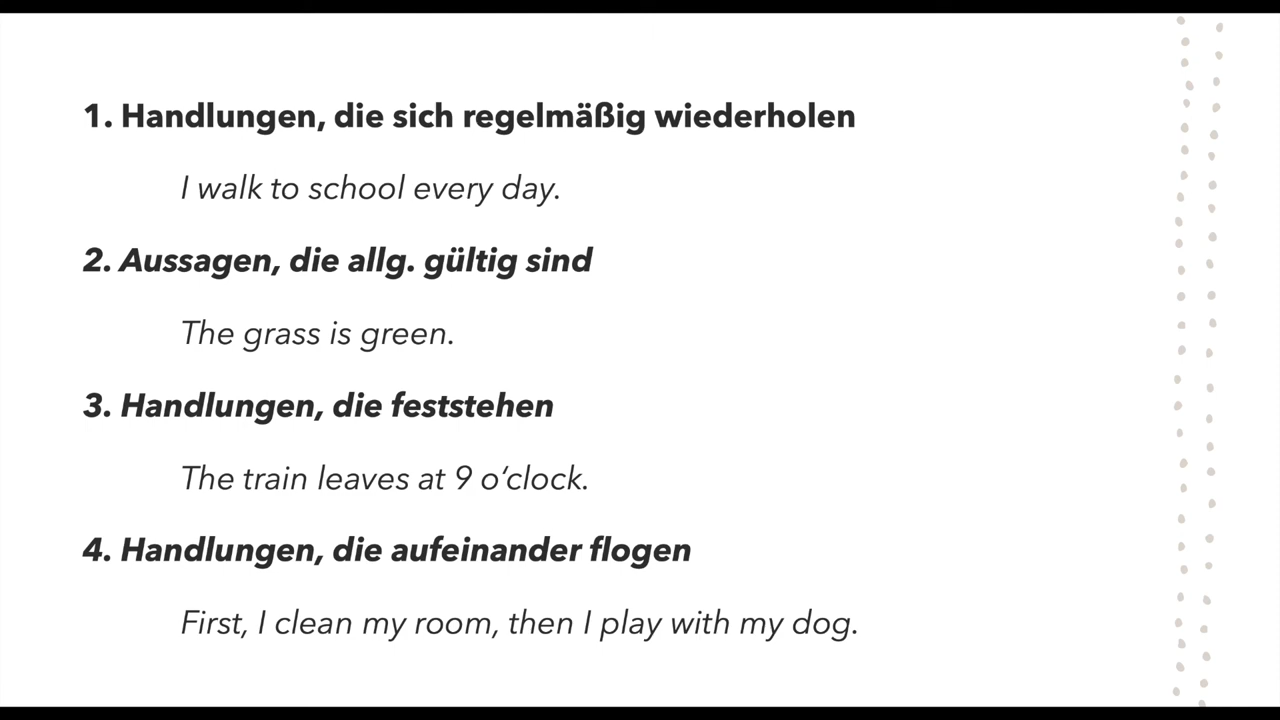 1. Handlungen, die sich regelmäßig wiederholen
I walk to school every day.
2. Aussagen, die allg. gültig sind
The grass is green.
3. Handlungen, die feststehen
The train leaves at 9 o‘clock.
4. Handlungen, die aufeinander flogen
First, I clean my room, then I play with my dog.